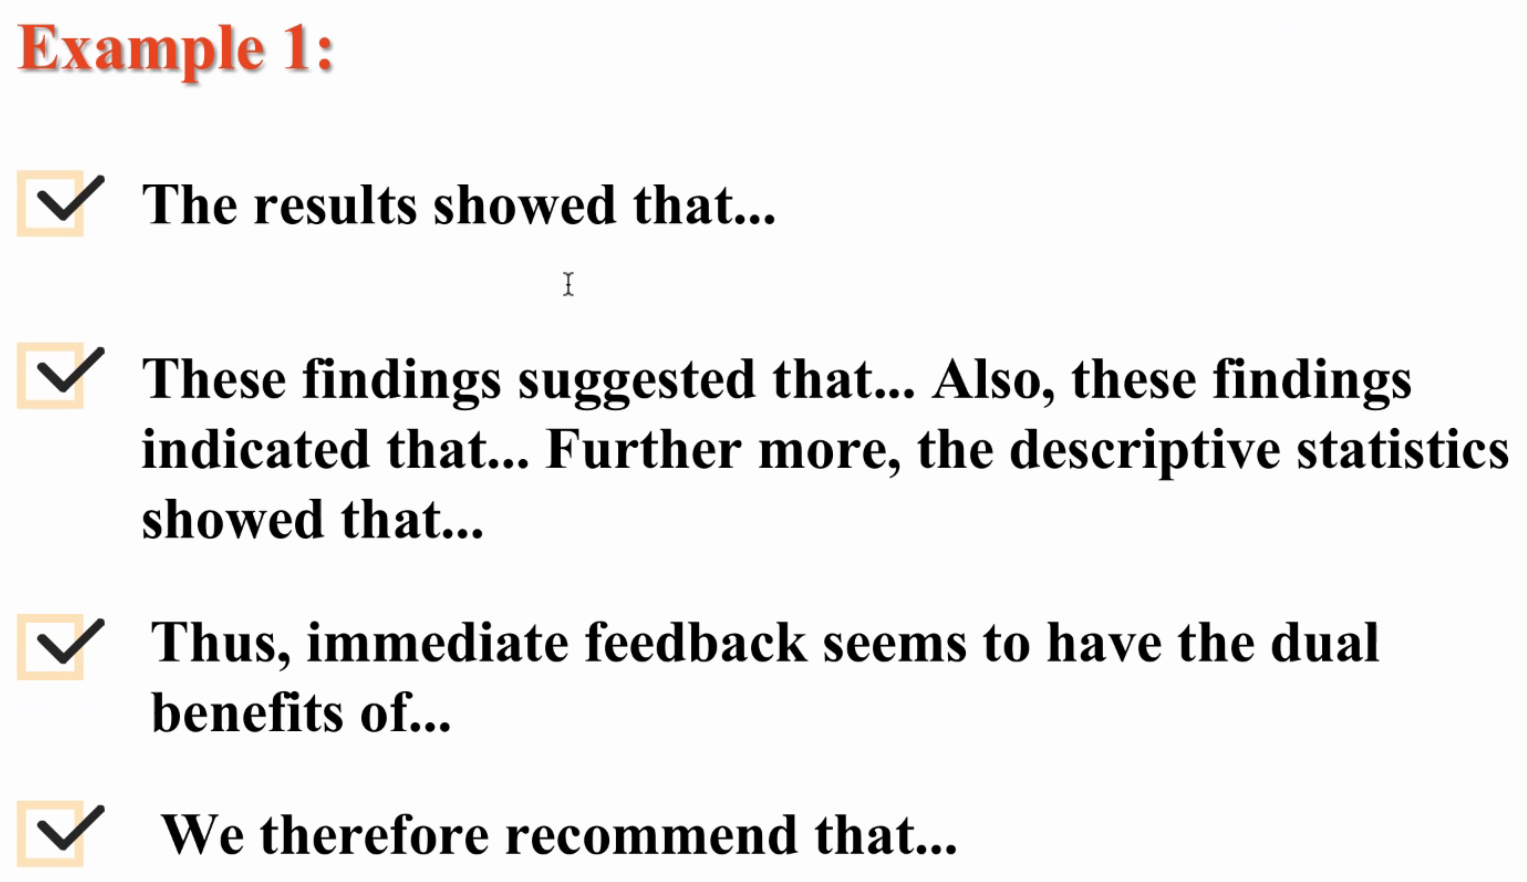 Example 1:
The results showed that...
These findings suggested that... Also, these findings
indicated that... Further more, the descriptive statistics
showed that...
Thus, immediate feedback seems to have the dual
benefits of...
We therefore recommend that...